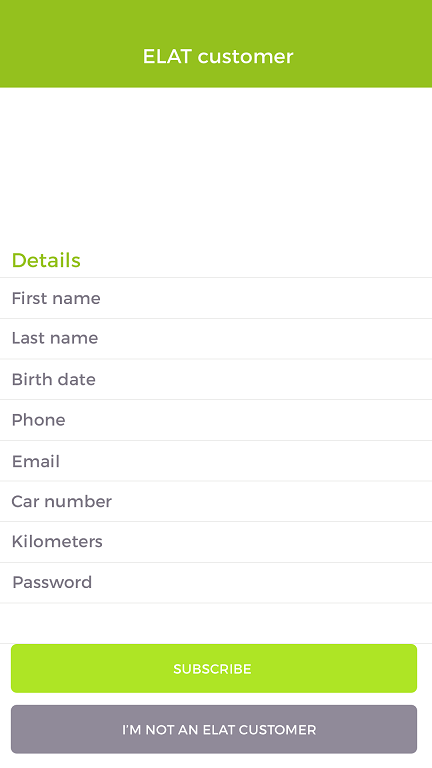 ELAT customer
Details
First name
Last name
Birth date
Phone
Email
Car number
Kilometers
Password
SUBSCRIBE
I'M NOT AN ELAT CUSTOMER